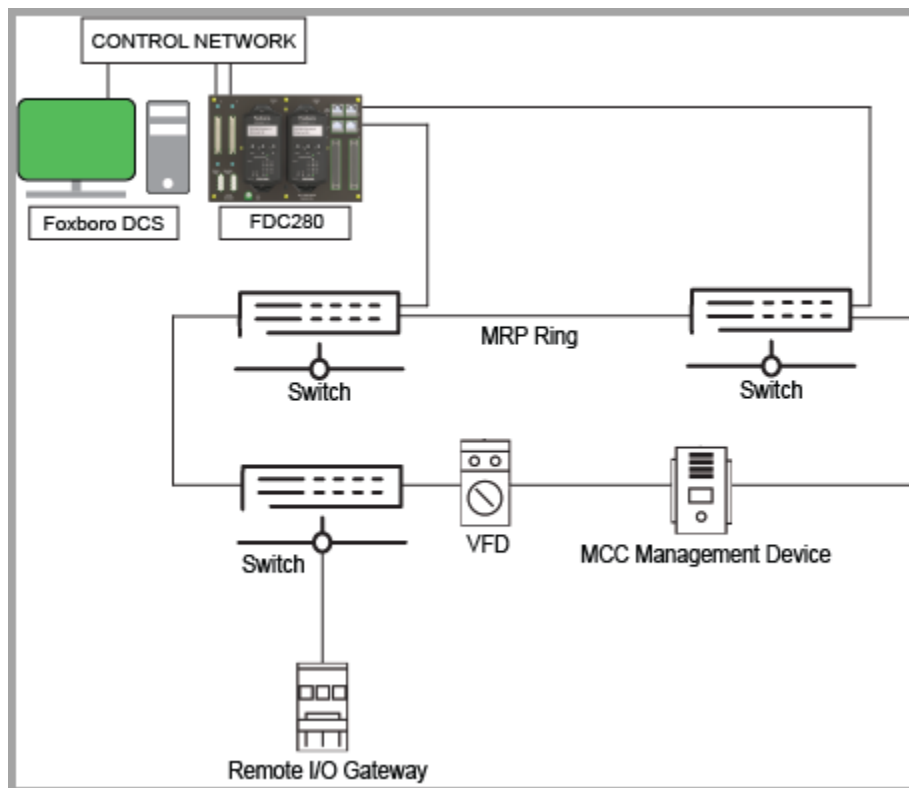 CONTROL NETWORK
Foxboro DCS
FDC280
MRP Ring
Switch
Switch
Switch
VFD
MCC Management Device
Remote I/O Gateway